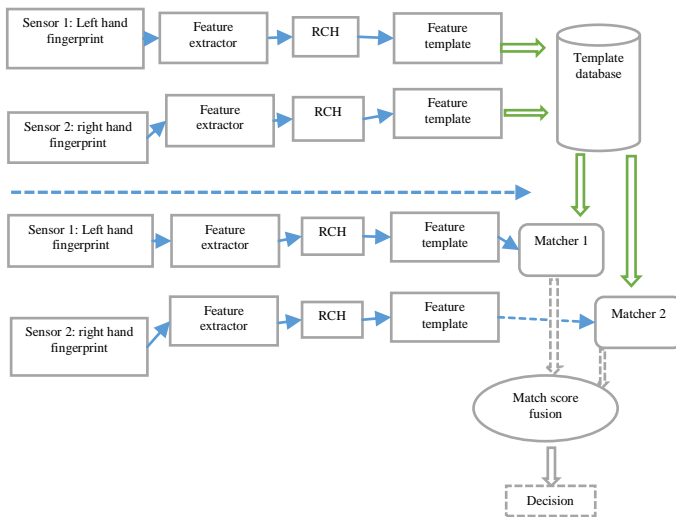 Sensor 1: Left hand
fingerprint
Feature
extractor
RCH
Feature
template
Template
database
Sensor 2: right hand
fingerprint
Feature
extractor
RCH
Feature
template
Sensor 1: Left hand
fingerprint
Feature
extractor
RCH
Feature
template
Matcher 1
Sensor 2: right hand
fingerprint
Feature
extractor
RCH
Feature
template
Matcher 2
Match score
fusion
Decision